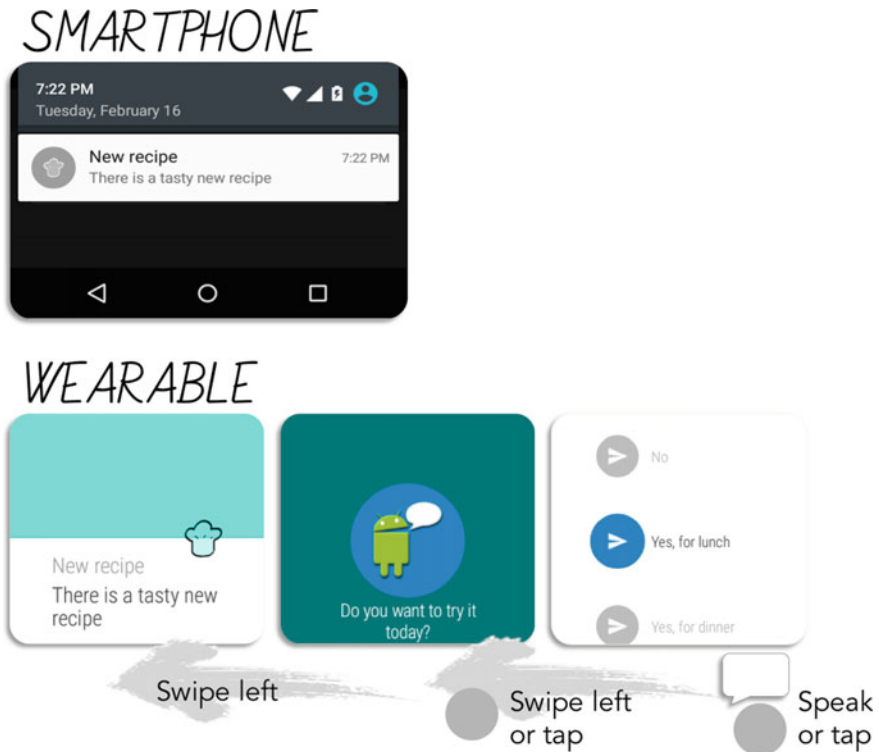 SMARTPHONE
7:22 PM
Tuesday, February 16
New recipe
7:22 PM
There is a tasty new recipe
WEARABLE
New recipe
There is a tasty new
recipe
Do you want to try it
today?
No
Yes, for lunch
Yes, for dinner
Swipe left
Swipe left
or tap
Speak
or tap